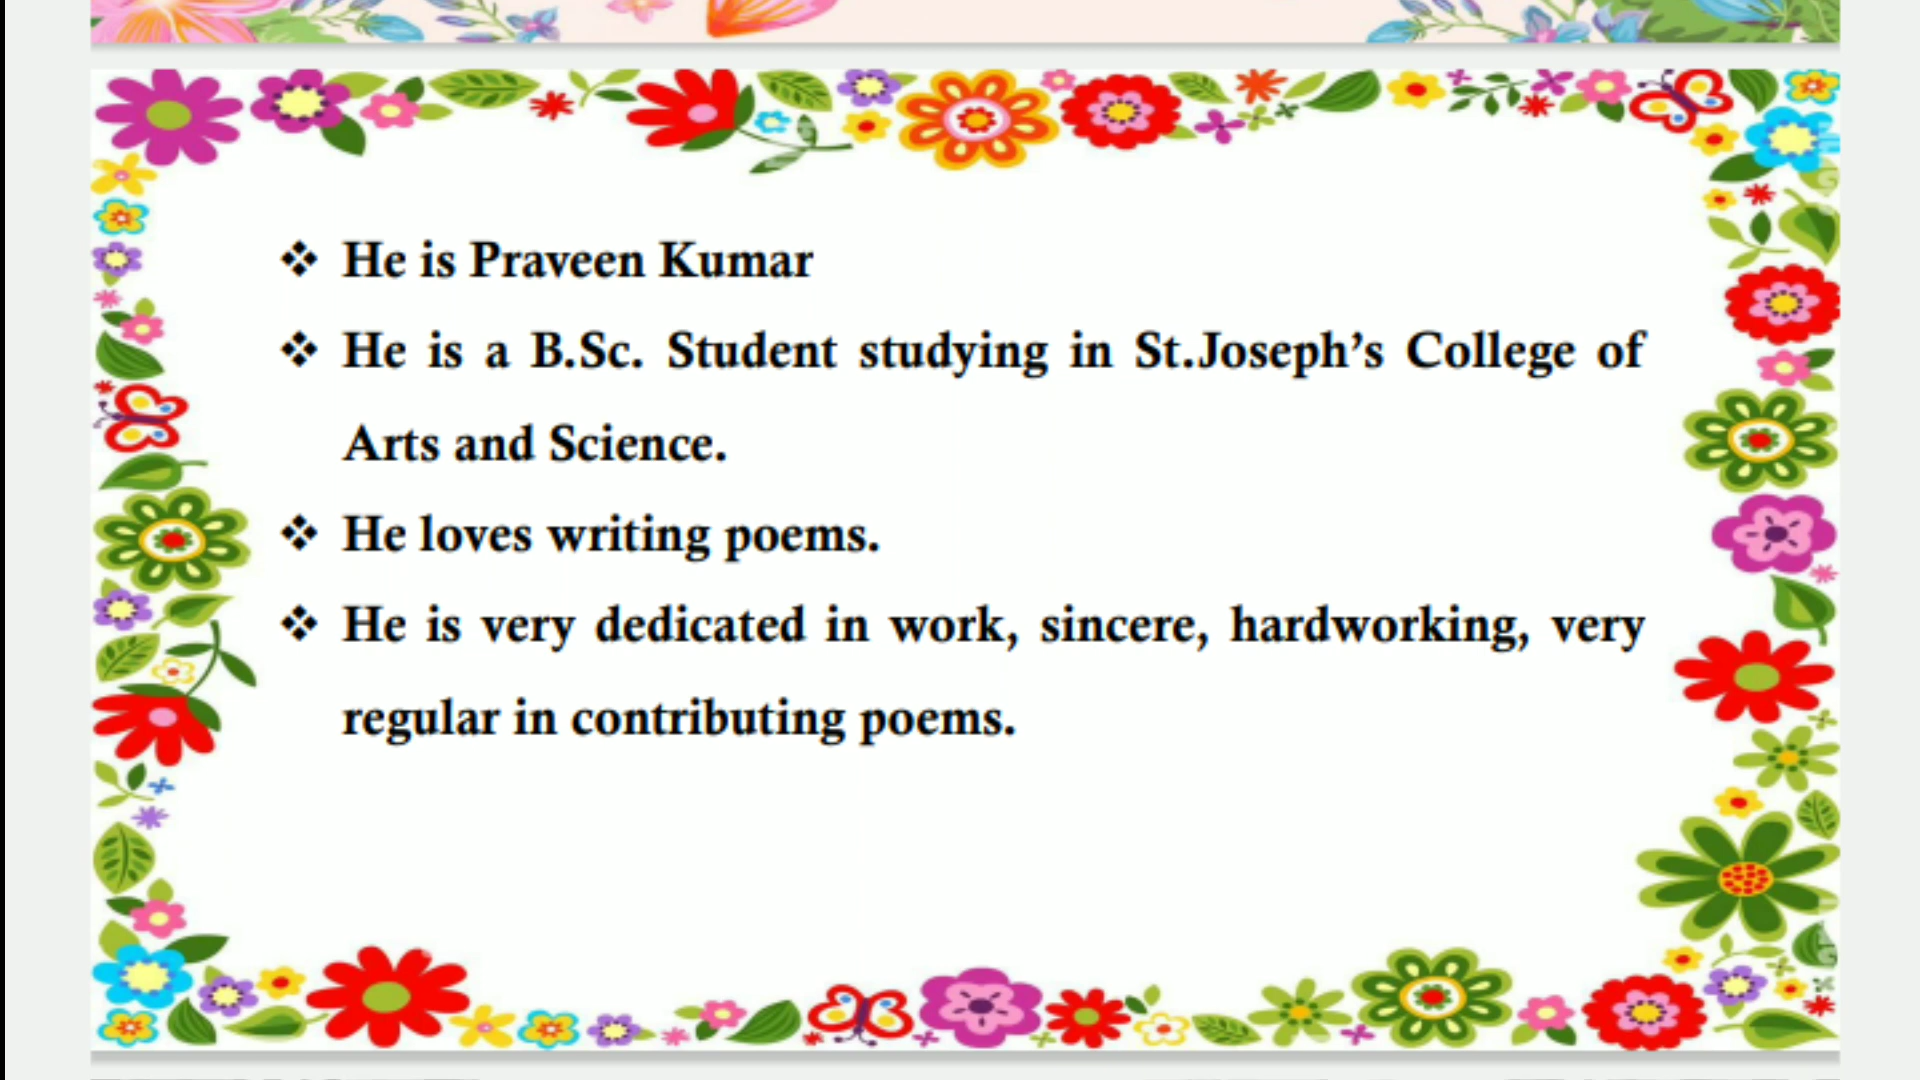 ❖ He is Praveen Kumar
❖ He is a B.Sc. Student studying in St.Joseph’s College of
Arts and Science.
❖ He loves writing poems.
❖ He is very dedicated in work, sincere, hardworking, very
regular in contributing poems.